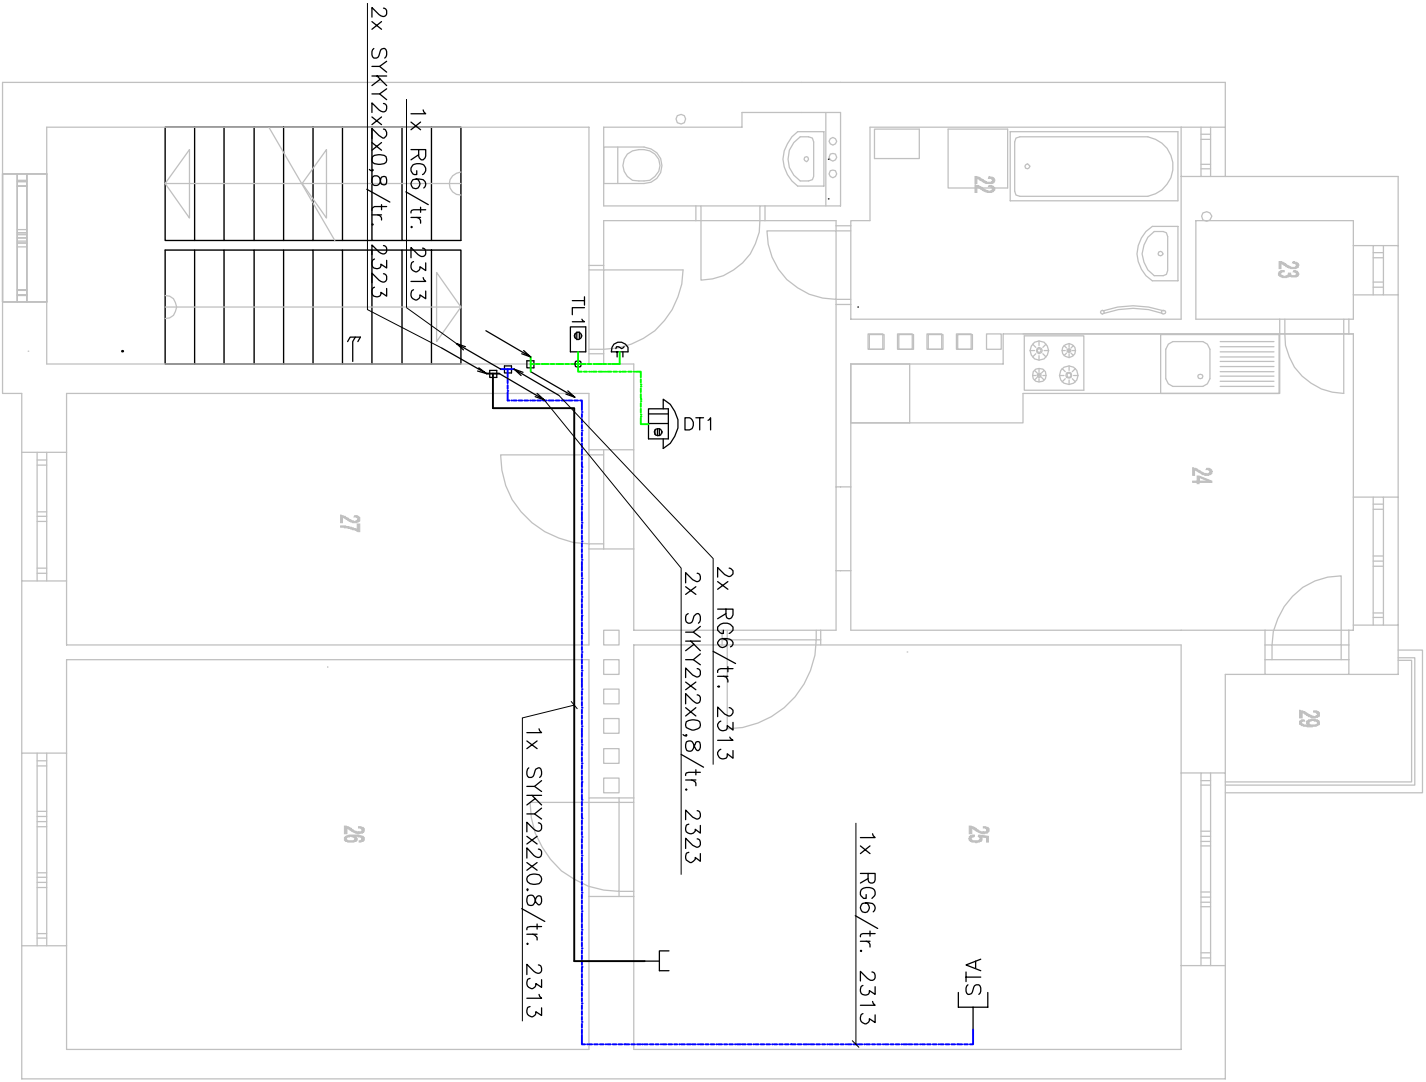 2x SYKY2x2x0,8/tr. 2323
1x RG6/tr. 2313
TL1
DT1
22
23
24
27
2x RG6/tr. 2313
2x SYKY2x2x0,8/tr. 2323
29
1x SYKY2x2x0.8/tr. 2313
26
25
1x RG6/tr. 2313
STA